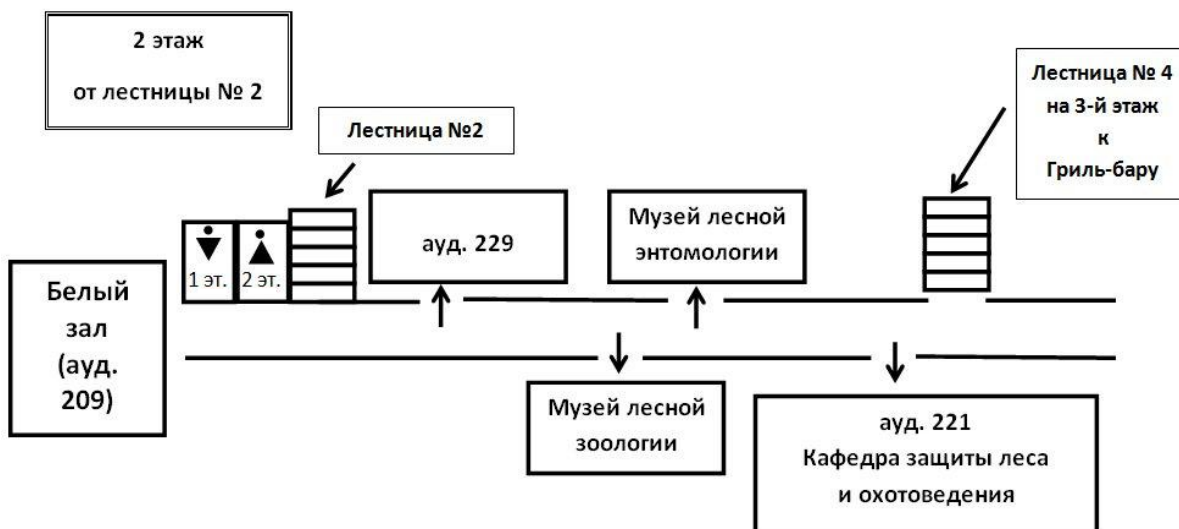 2 этаж
от лестницы № 2
Лестница № 4
на 3-й этаж
к
Гриль-бару
Лестница №2
ауд. 229
Музей лесной
энтомологии
1 эт.
2 эт.
Белый
зал
(ауд.
209)
Музей лесной
зоологии
ауд. 221
Кафедра защиты леса
и охотоведения